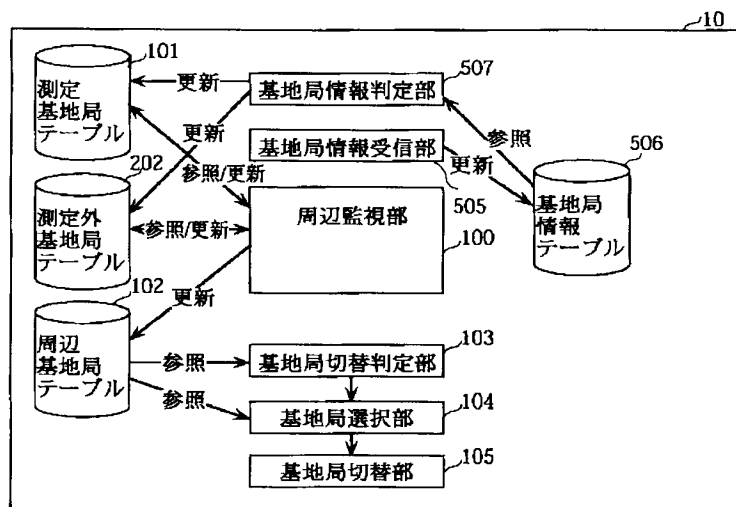 10
101
測定
基地局
テーブル
更新
507
基地局情報判定部
参照
更新
基地局情報受信部
更新
506
参照/更新
505
基地局
情報
テーブル
202
測定外
基地局
テーブル
参照/更新
周辺監視部
100
102
更新
周辺
基地局
テーブル
参照
103
基地局切替判定部
参照
104
基地局選択部
105
基地局切替部